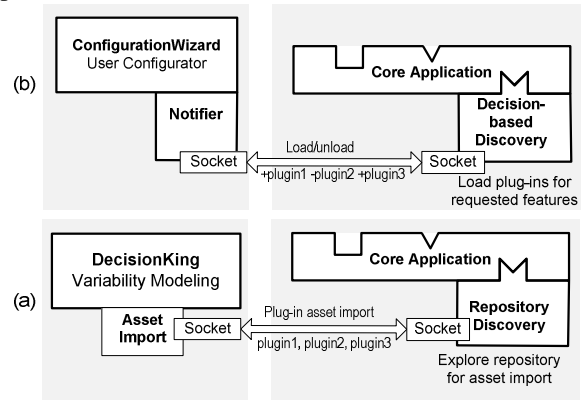 (b)
ConfigurationWizard
User Configurator
Notifier
Socket
Load/unload
+plugin1 -plugin2 +plugin3
Core Application
Decision-
based
Discovery
Socket
Load plug-ins for
requested features
(a)
DecisionKing
Variability Modeling
Asset
Import
Socket
Plug-in asset import
plugin1, plugin2, plugin3
Core Application
Repository
Discovery
Socket
Explore repository
for asset import